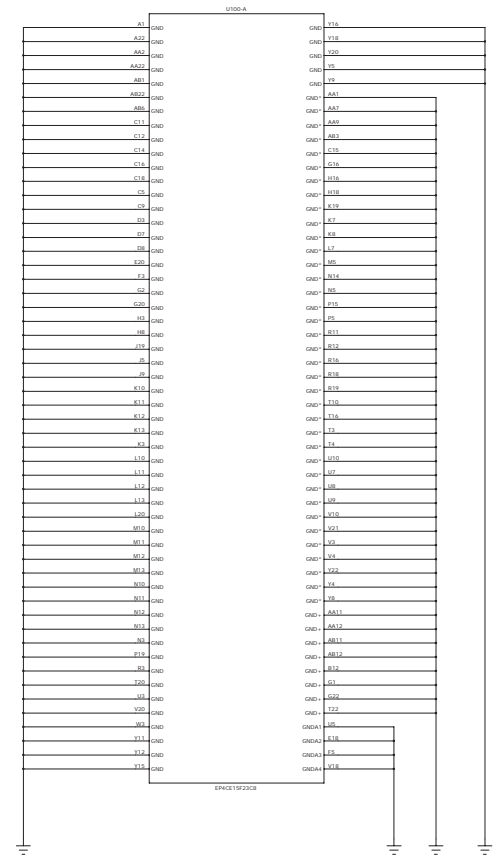 U100-A
A1 GND GND Y16
A22 GND GND Y18
AA2 GND GND Y20
AA22 GND GND Y5
AB1 GND GND Y9
AB22 GND GND* AA1
AB6 GND GND* AA7
C11 GND GND* AA9
C12 GND GND* AB3
C14 GND GND* C15
C16 GND GND* G16
C18 GND GND* H16
C5 GND GND* H18
C9 GND GND* K19
D3 GND GND* K7
D7 GND GND* K8
D8 GND GND* L7
E20 GND GND* M5
F3 GND GND* N14
G2 GND GND* N5
G20 GND GND* P15
H3 GND GND* P5
H8 GND GND* R11
J19 GND GND* R12
J5 GND GND* R16
J9 GND GND* R18
K10 GND GND* R19
K11 GND GND* T10
K12 GND GND* T16
K13 GND GND* T3
K3 GND GND* T4
L10 GND GND* U10
L11 GND GND* U7
L12 GND GND* U8
L13 GND GND* U9
L20 GND GND* V10
M10 GND GND* V21
M11 GND GND* V3
M12 GND GND* V4
M13 GND GND* Y22
N10 GND GND* Y4
N11 GND GND* Y8
N12 GND GND+ AA11
N13 GND GND+ AA12
N3 GND GND+ AB11
P19 GND GND+ AB12
R3 GND GND+ B12
T20 GND GND+ G1
U3 GND GND+ G22
V20 GND GND+ T22
W3 GND GNDA1 U5
Y11 GND GNDA2 E18
Y12 GND GNDA3 F5
Y15 GND GNDA4 V18
EP4CE15F23C8